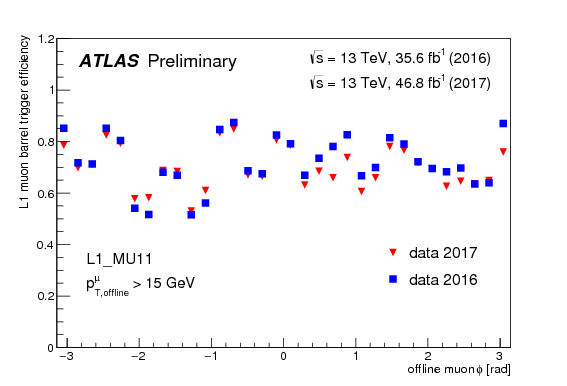 L1 muon barrel trigger efficiency
1.2
1
0.8
0.6
0.4
0.2
0
ATLAS Preliminary
√s = 13 TeV, 35.6 fb⁻¹ (2016)
√s = 13 TeV, 46.8 fb⁻¹ (2017)
L1_MU11
p^μ_T,offline > 15 GeV
data 2017
data 2016
−3 −2 −1 0 1 2 3
offline muon ϕ [rad]